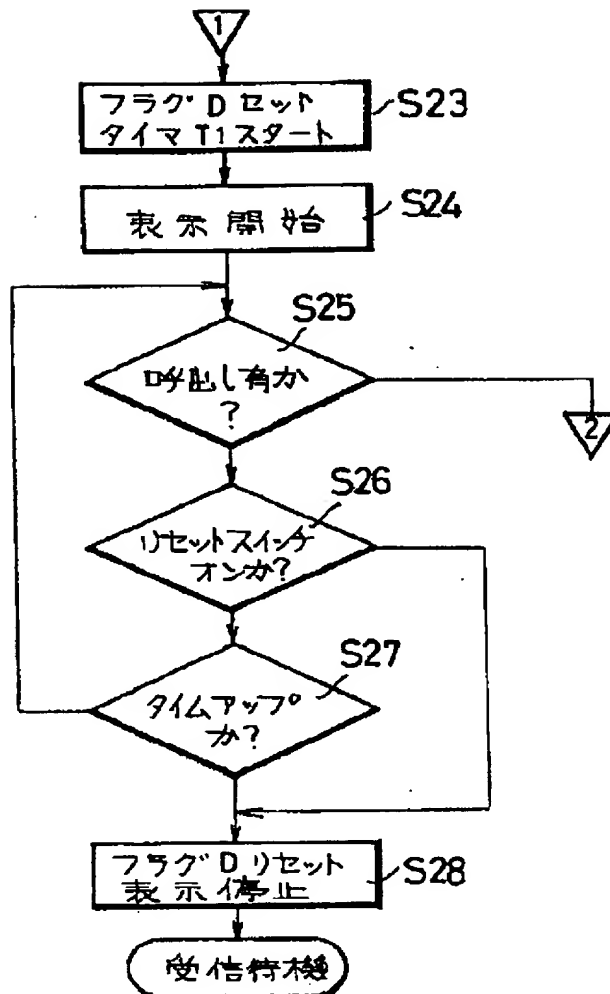 1
フラグDセット
タイマT1スタート
S23
表示開始
S24
S25
呼出し有か
?
2
S26
リセットスイッチ
オンか?
S27
タイムアップ
か?
フラグDリセット
表示停止
S28
受信待機